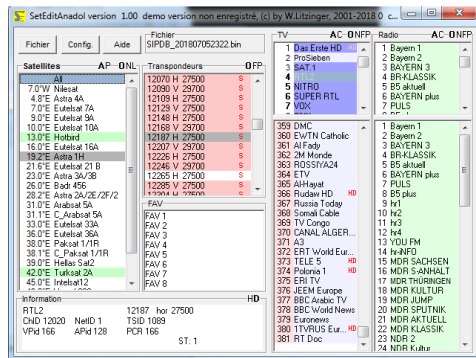 SetEditAnadol version 1.00 demo version non enregistré, (c) by W.Litzinger, 2001-2018 0 c...
Fichier
Config.
Aide
Fichier
SIPDB_201807052322.bin
Satellites AP-ONL
All
7.0°W Nilesat
4.8°E Astra 4A
7.0°E Eutelsat 7A
9.0°E Eutelsat 9A
10.0°E Eutelsat 10A
13.0°E Hotbird
16.0°E Eutelsat 16A
19.2°E Astra 1H
21.6°E Eutelsat 21 B
23.0°E Astra 3A/3B
26.0°E Badr 456
28.2°E Astra 2A/2E/2F/2
31.0°E Arabsat 5A
31.1°E C_Arabsat 5A
33.0°E Eutelsat 33A
36.0°E Eutelsat 36A
38.0°E Paksat 1/1R
38.1°E C_Paksat 1/1R
39.0°E Hellas Sat2
42.0°E Turksat 2A
45.0°E Intelsat12
Transpondeurs OFP
12070 H 27500 S
12090 V 29700 S
12109 H 27500 S
12129 V 29700 S
12148 H 27500 S
12168 V 29700 S
12187 H 27500 S
12207 V 29700 S
12226 H 27500 S
12246 V 29700 S
12265 H 27500 S
12285 V 27500 S
12304 H 27500 S
FAV
FAV 1
FAV 2
FAV 3
FAV 4
FAV 5
FAV 6
FAV 7
FAV 8
TV AC-ONFP
1 Das Erste HD
2 ProSieben
3 SAT.1
4 RTL2
5 NITRO
6 SUPER RTL
7 VOX
359 DMC
360 EWTN Catholic
361 Al Fady
362 2M Monde
363 ROSSIYA24
364 ETV
365 Al-Hayat
366 Rudaw HD HD
367 Russia Today
368 Somali Cable
369 TV Congo
370 CANAL ALGER...
371 A3
372 ERT World Eur...
373 TELE 5 HD
374 Polonia 1 HD
375 ERI TV
376 JEEM Europe
377 BBC Arabic TV
378 BBC World News
379 Euronews
380 1TVRUS Eur... HD
381 RT Doc
Radio AC-ONFP
1 Bayern 1
2 Bayern 2
3 BAYERN 3
4 BR-KLASSIK
5 B5 aktuell
6 BAYERN plus
7 PULS
1 Bayern 1
2 Bayern 2
3 BAYERN 3
4 BR-KLASSIK
5 B5 aktuell
6 BAYERN plus
7 PULS
8 BAYERN plus
9 hr1
10 hr2
11 hr3
12 hr4
13 YOU FM
14 hr-iNFO
15 MDR SACHSEN
16 MDR S-ANHALT
17 MDR THÜRINGEN
18 MDR KULTUR
19 MDR JUMP
20 MDR SPUTNIK
21 MDR AKTUELL
22 MDR KLASSIK
23 NDR 2
24 NDR Kultur
Information HD-
RTL2 12187 hor 27500
ChID 12020 NetID 1 TSID 1089
VPid 166 APid 128 PCR 166
ST: 1